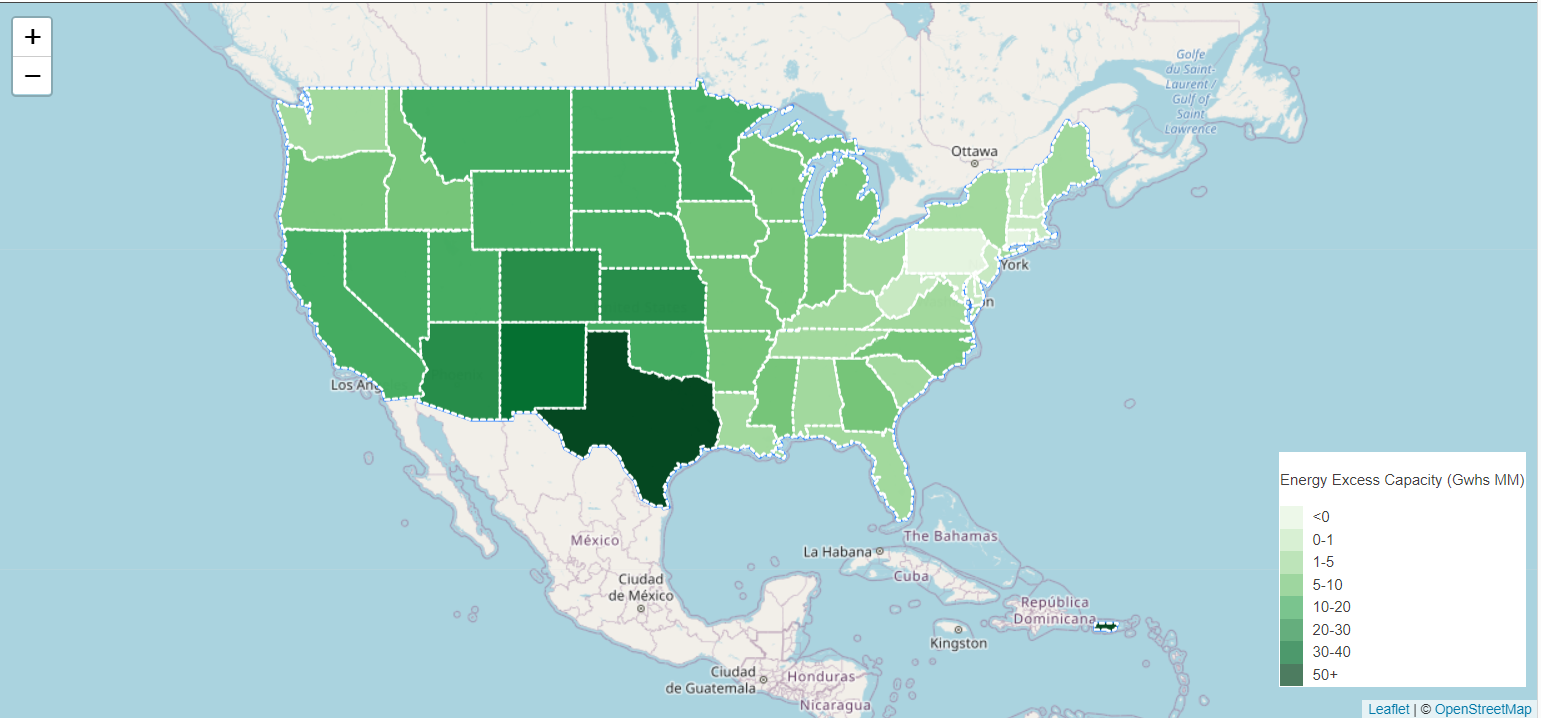 +
−
Golfe
du Saint-
Laurent /
Gulf of
Saint
Lawrence
Ottawa
York
Los
México
Ciudad
de México
La Habana
The Bahamas
Cuba
República
Dominicana
Kingston
Ciudad
de Guatemala
Honduras
Nicaragua
Energy Excess Capacity (Gwhs MM)
<0
0-1
1-5
5-10
10-20
20-30
30-40
50+
Leaflet | © OpenStreetMap